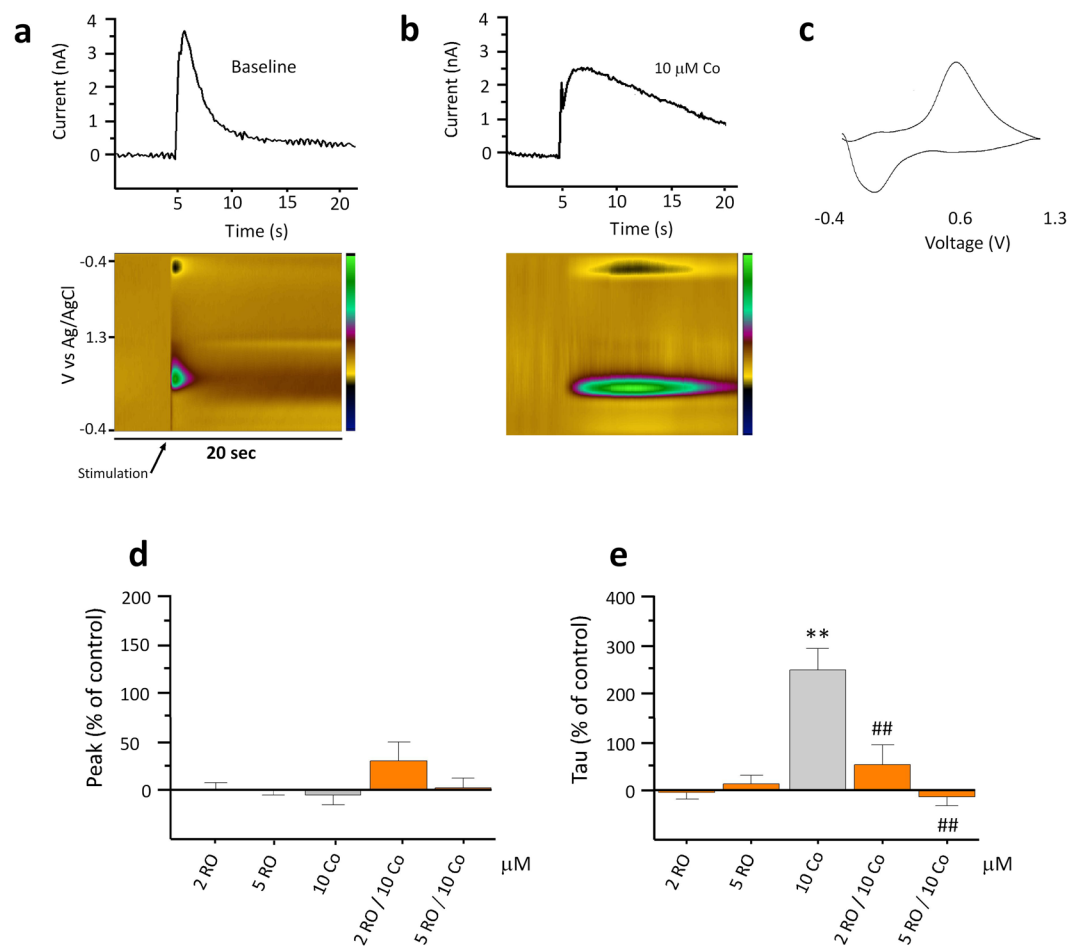 a
Current (nA)
4
3
2
1
0
Baseline
5
10
15
20
Time (s)
b
Current (nA)
4
3
2
1
0
10 μM Co
5
10
15
20
Time (s)
c
-0.4
0.6
1.3
Voltage (V)
V vs Ag/AgCl
-0.4
1.3
-0.4
20 sec
Stimulation
d
Peak (% of control)
200
150
100
50
0
2 RO
5 RO
10 Co
2 RO / 10 Co
5 RO / 10 Co
μM
e
Tau (% of control)
400
300
200
100
0
**
##
##
2 RO
5 RO
10 Co
2 RO / 10 Co
5 RO / 10 Co
μM